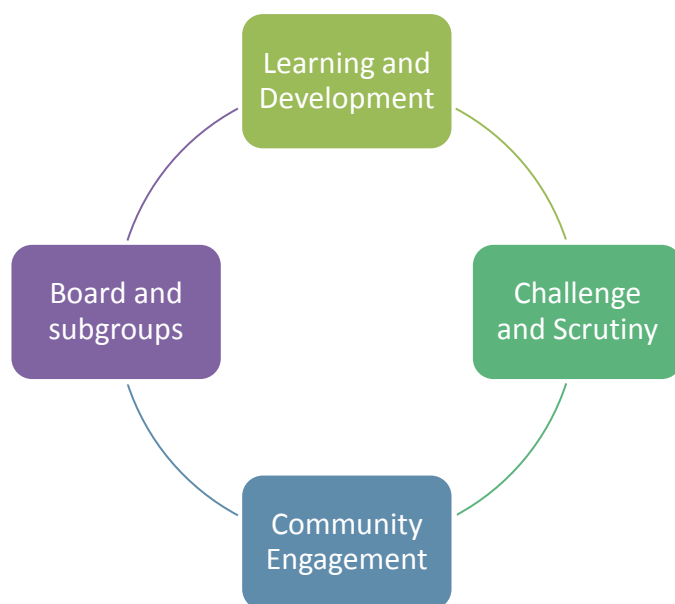 Learning and
Development
Board and
subgroups
Challenge
and Scrutiny
Community
Engagement